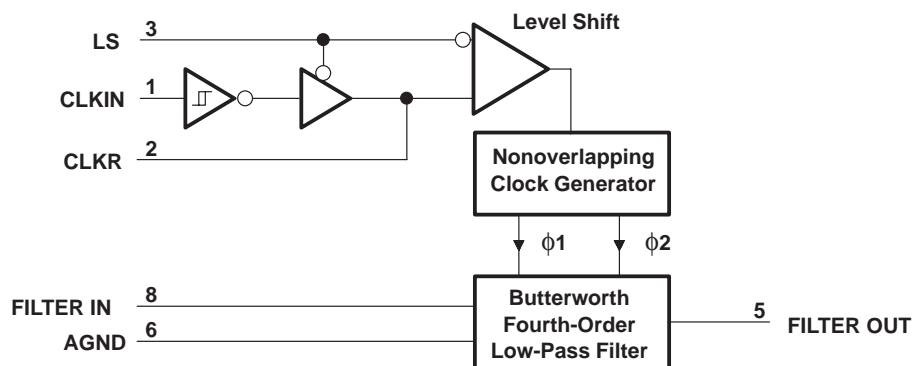 Level Shift
LS 3
CLKIN 1
CLKR 2
Nonoverlapping
Clock Generator
ϕ1 ϕ2
FILTER IN 8
AGND 6
Butterworth
Fourth-Order
Low-Pass Filter
5 FILTER OUT